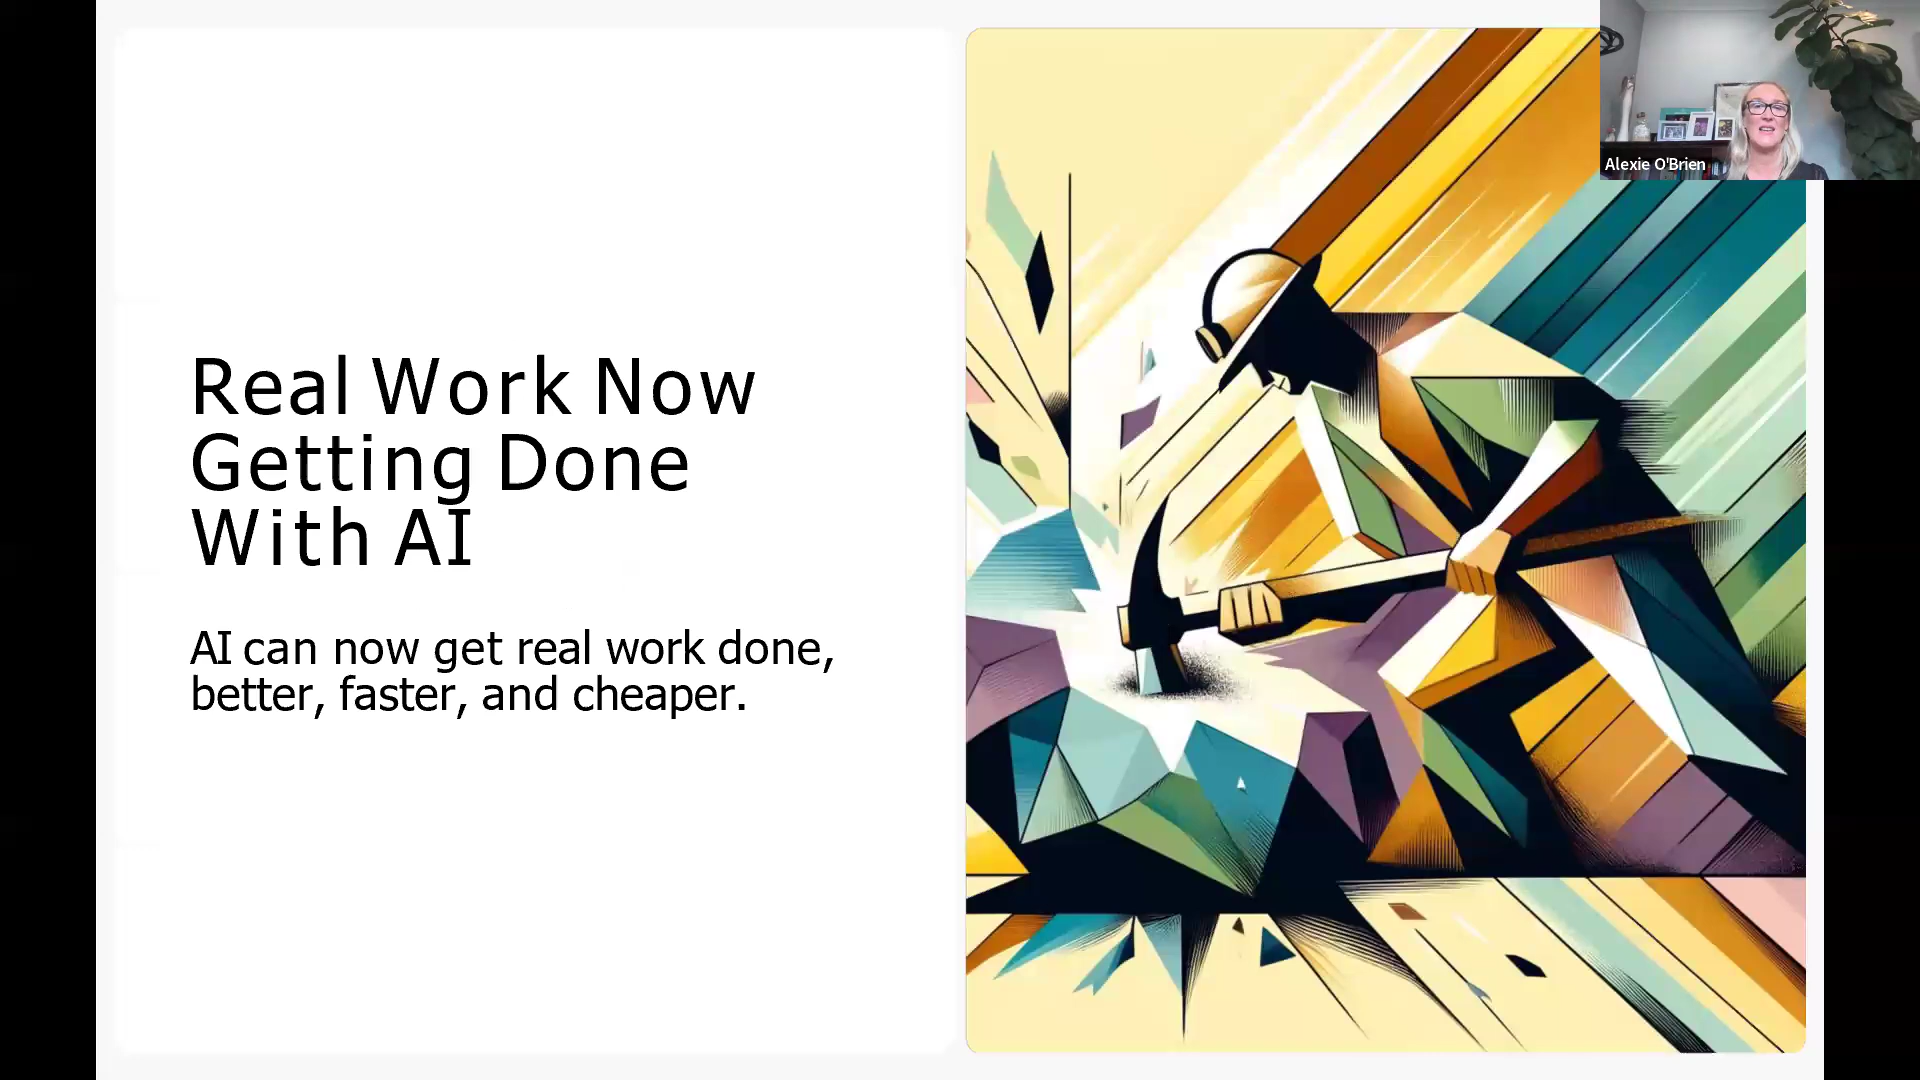 Real Work Now
Getting Done
With AI
AI can now get real work done,
better, faster, and cheaper.
Alexie O'Brien